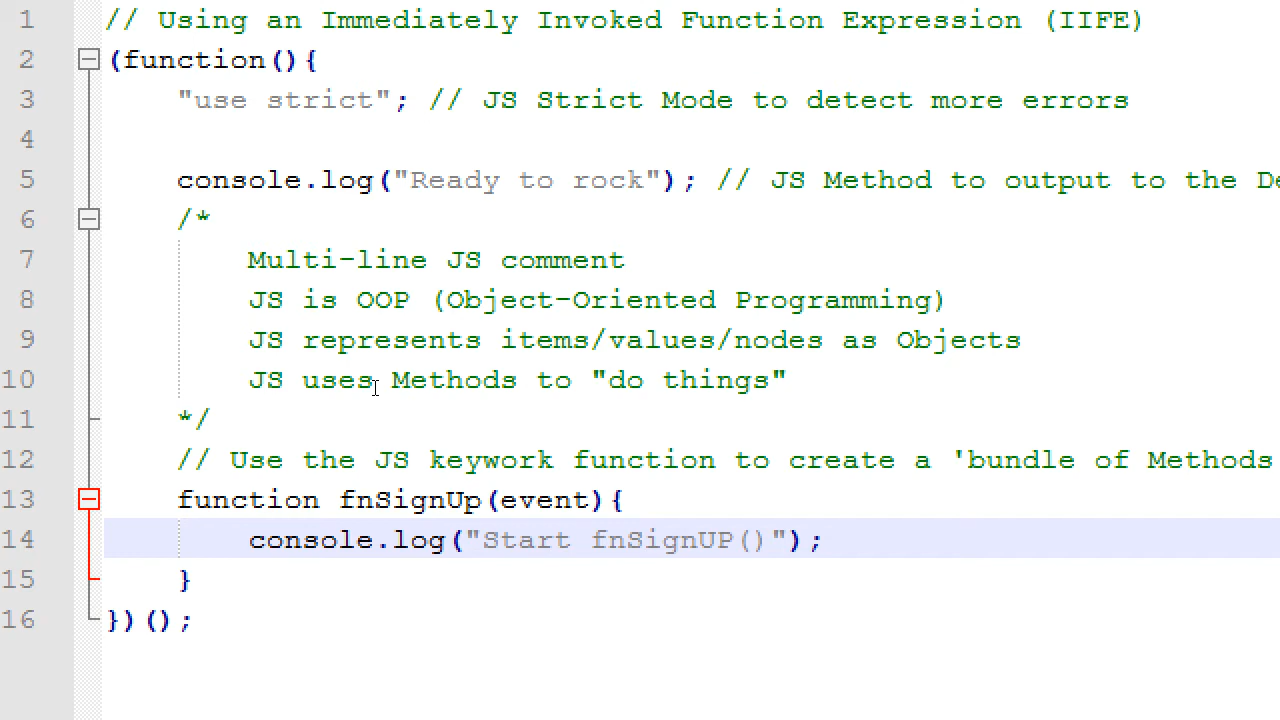 1 // Using an Immediately Invoked Function Expression (IIFE)
2 (function(){
3 "use strict"; // JS Strict Mode to detect more errors
4
5 console.log("Ready to rock"); // JS Method to output to the
6 /*
7 Multi-line JS comment
8 JS is OOP (Object-Oriented Programming)
9 JS represents items/values/nodes as Objects
10 JS uses Methods to "do things"
11 */
12 // Use the JS keywork function to create a 'bundle of Methods
13 function fnSignUp(event){
14 console.log("Start fnSignUP()");
15 }
16 })();